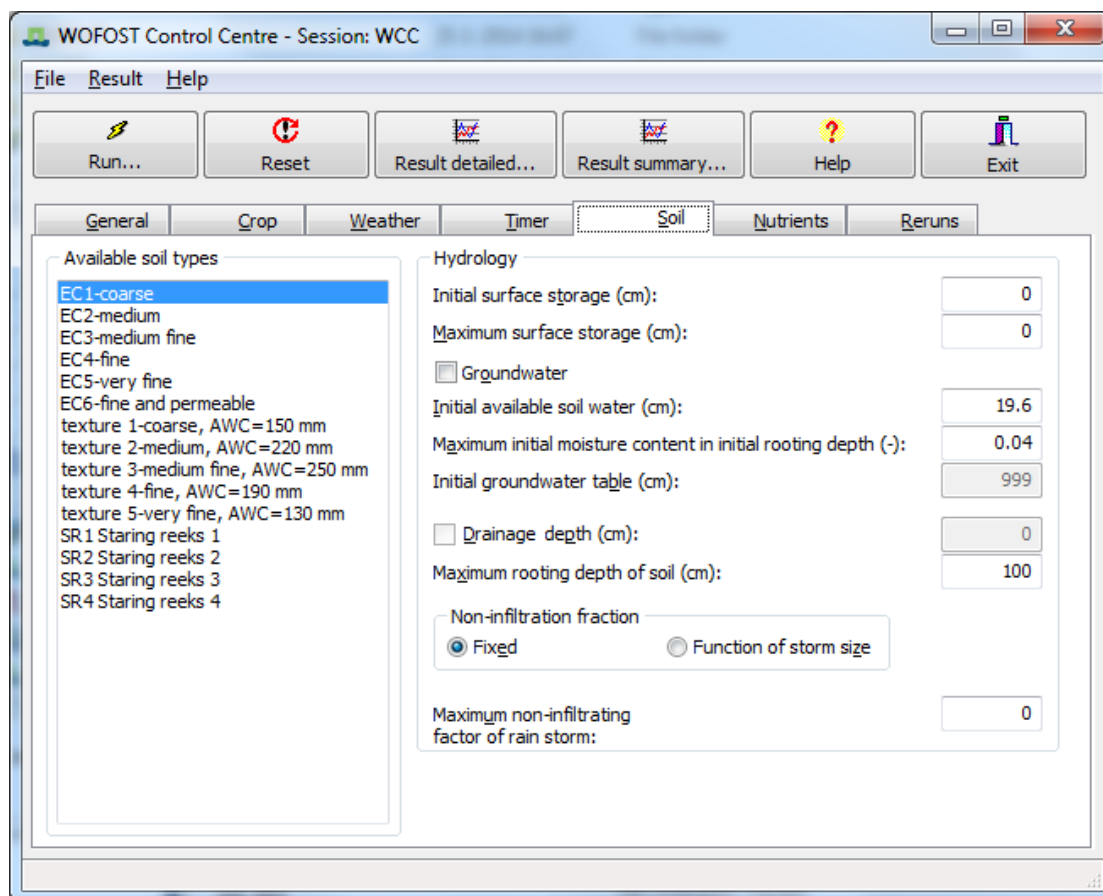 WOFOST Control Centre - Session: WCC
File Result Help
Run... Reset Result detailed... Result summary... Help Exit
General Crop Weather Timer Soil Nutrients Reruns
Available soil types
EC1-coarse
EC2-medium
EC3-medium fine
EC4-fine
EC5-very fine
EC6-fine and permeable
texture 1-coarse, AWC=150 mm
texture 2-medium, AWC=220 mm
texture 3-medium fine, AWC=250 mm
texture 4-fine, AWC=190 mm
texture 5-very fine, AWC=130 mm
SR1 Staring reeks 1
SR2 Staring reeks 2
SR3 Staring reeks 3
SR4 Staring reeks 4
Hydrology
Initial surface storage (cm): 0
Maximum surface storage (cm): 0
Groundwater
Initial available soil water (cm): 19.6
Maximum initial moisture content in initial rooting depth (-): 0.04
Initial groundwater table (cm): 999
Drainage depth (cm): 0
Maximum rooting depth of soil (cm): 100
Non-infiltration fraction
Fixed Function of storm size
Maximum non-infiltrating 0
factor of rain storm: